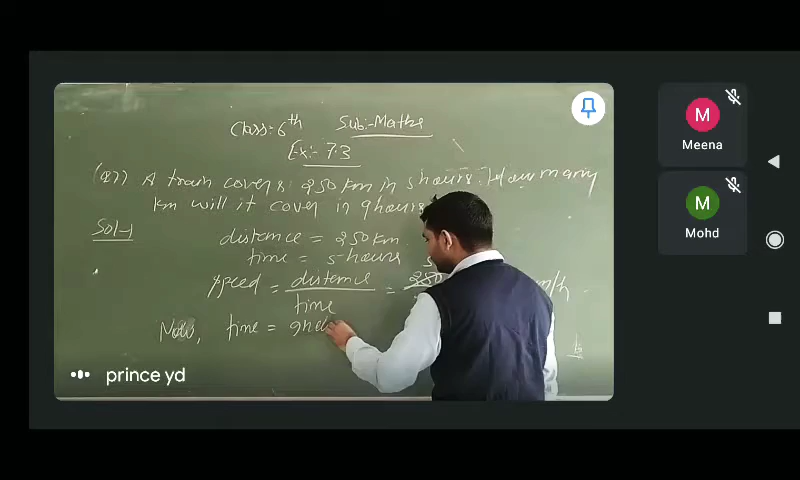 Class:- 6th Sub:- Maths
Ex:- 7.3
(Q7) A train covers 250 km in 5 hours. How many
km will it cover in 9 hours
Sol-
distance = 250 km.
time = 5 hours
speed = distance / time = 250
Now, time = 9
prince yd
M
Meena
M
Mohd